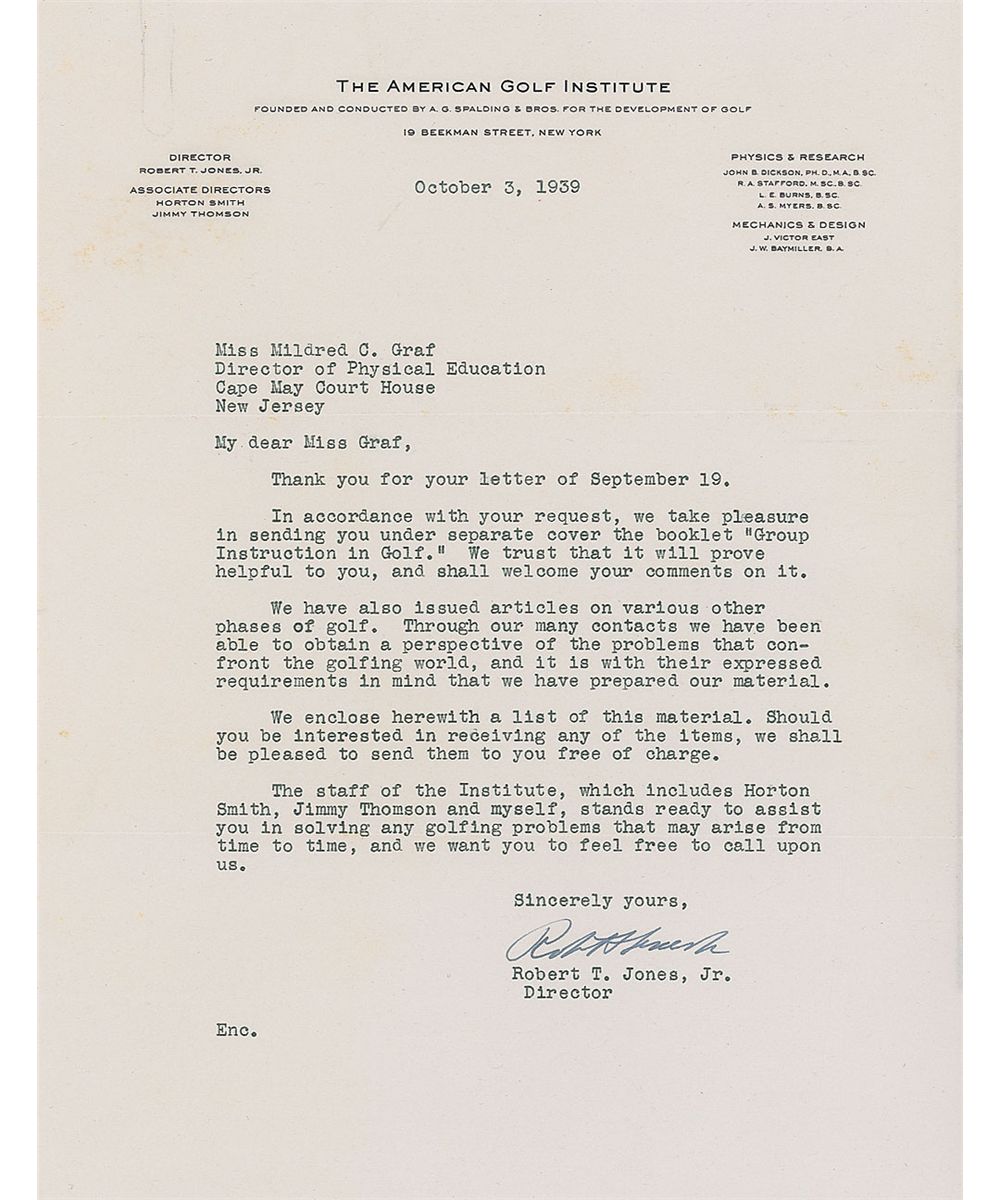 THE AMERICAN GOLF INSTITUTE
FOUNDED AND CONDUCTED BY A. G. SPALDING & BROS. FOR THE DEVELOPMENT OF GOLF
19 BEEKMAN STREET, NEW YORK
DIRECTOR
ROBERT T. JONES, JR.
ASSOCIATE DIRECTORS
HORTON SMITH
JIMMY THOMSON
October 3, 1939
PHYSICS & RESEARCH
JOHN B. DICKSON, PH. D., M.A., B. SC.
R. A. STAFFORD, M. SC., B. SC.
L. E. BURNS, B. SC.
A. S. MYERS, B. SC.
MECHANICS & DESIGN
J. VICTOR EAST
J. W. BAYMILLER, B. A.
Miss Mildred C. Graf
Director of Physical Education
Cape May Court House
New Jersey
My dear Miss Graf,
Thank you for your letter of September 19.
In accordance with your request, we take pleasure
in sending you under separate cover the booklet "Group
Instruction in Golf." We trust that it will prove
helpful to you, and shall welcome your comments on it.
We have also issued articles on various other
phases of golf. Through our many contacts we have been
able to obtain a perspective of the problems that con-
front the golfing world, and it is with their expressed
requirements in mind that we have prepared our material.
We enclose herewith a list of this material. Should
you be interested in receiving any of the items, we shall
be pleased to send them to you free of charge.
The staff of the Institute, which includes Horton
Smith, Jimmy Thomson and myself, stands ready to assist
you in solving any golfing problems that may arise from
time to time, and we want you to feel free to call upon
us.
Sincerely yours,
Robert T. Jones, Jr.
Director
Enc.